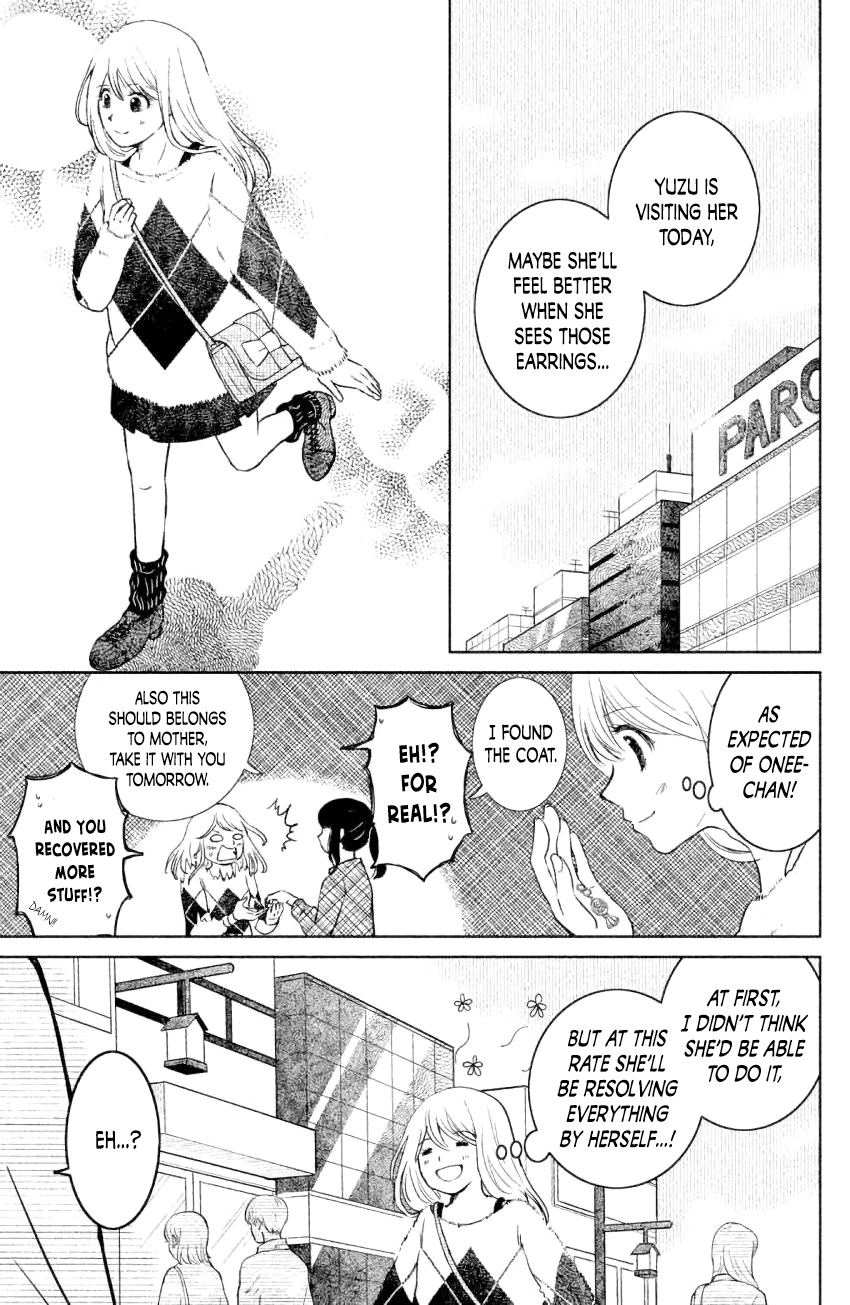 YUZU IS
VISITING HER
TODAY,
MAYBE SHE'LL
FEEL BETTER
WHEN SHE
SEES THOSE
EARRINGS...
PARC
AS
EXPECTED
OF ONEE-
CHAN!
I FOUND
THE COAT.
EH!?
FOR
REAL!?
ALSO THIS
SHOULD BELONGS
TO MOTHER,
TAKE IT WITH YOU
TOMORROW.
AND YOU
RECOVERED
MORE
STUFF!?
DAMN!!
AT FIRST,
I DIDN'T THINK
SHE'D BE ABLE
TO DO IT,
BUT AT THIS
RATE SHE'LL
BE RESOLVING
EVERYTHING
BY HERSELF...!
EH...?